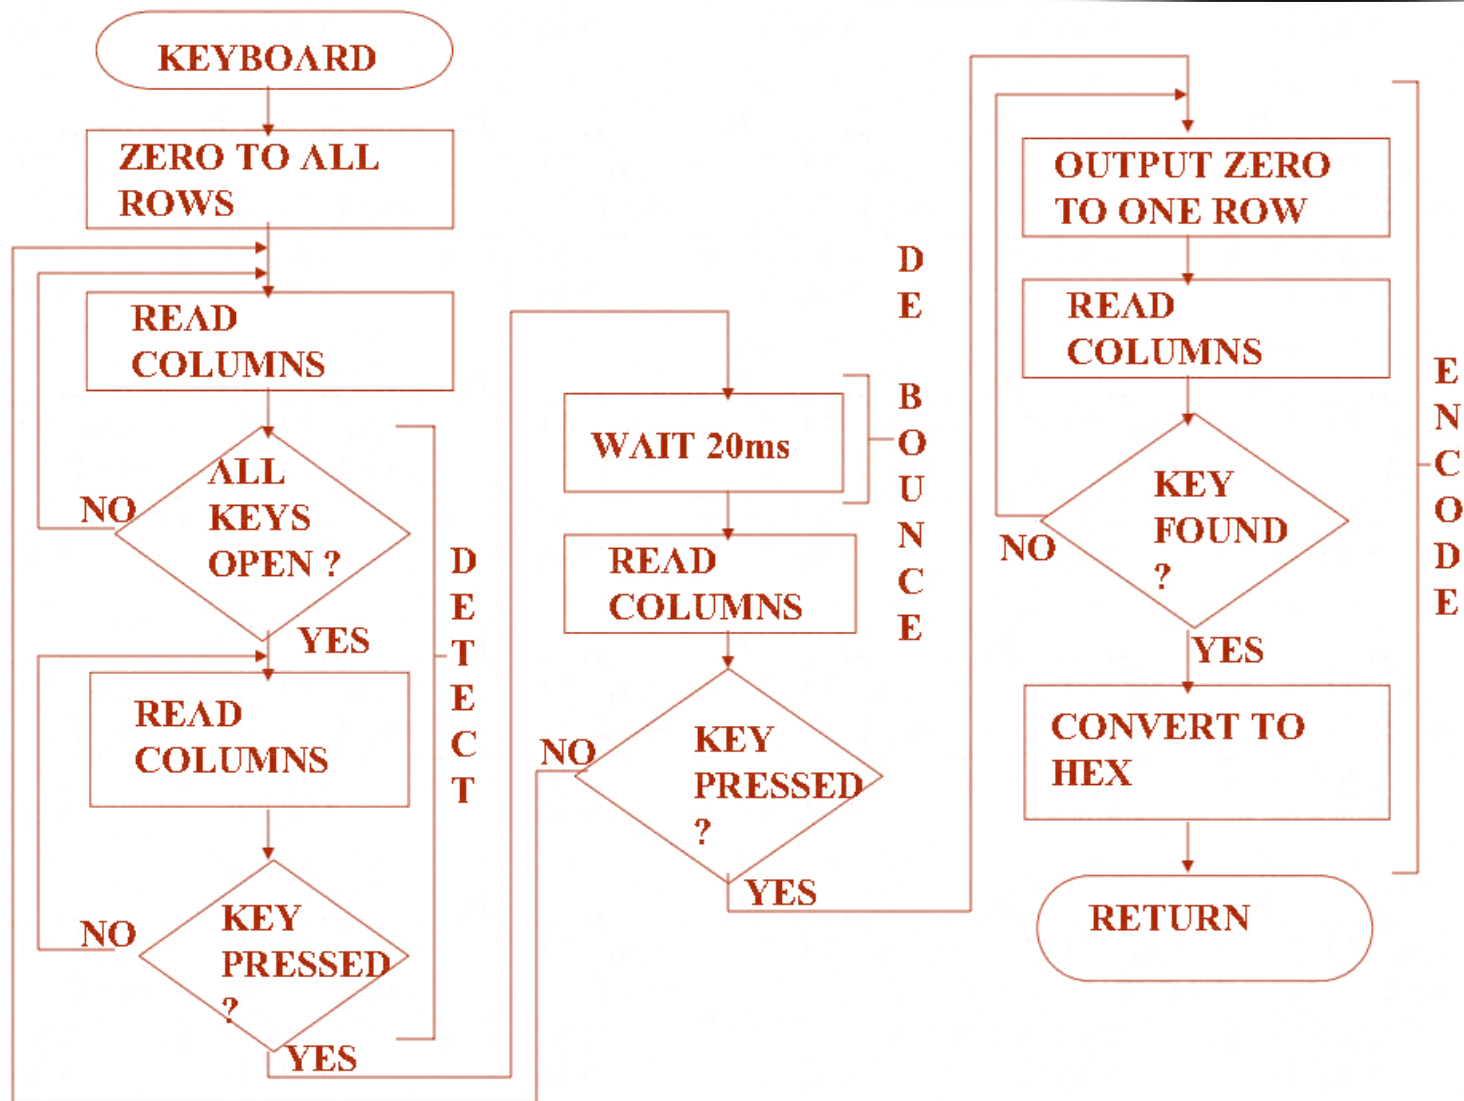 KEYBOARD
ZERO TO ALL
ROWS
READ
COLUMNS
ALL
KEYS
OPEN ?
NO
YES
READ
COLUMNS
KEY
PRESSED
?
NO
YES
DETECT
WAIT 20ms
READ
COLUMNS
KEY
PRESSED
?
NO
YES
DE BOUNCE
OUTPUT ZERO
TO ONE ROW
READ
COLUMNS
KEY
FOUND
?
NO
YES
CONVERT TO
HEX
RETURN
ENCODE